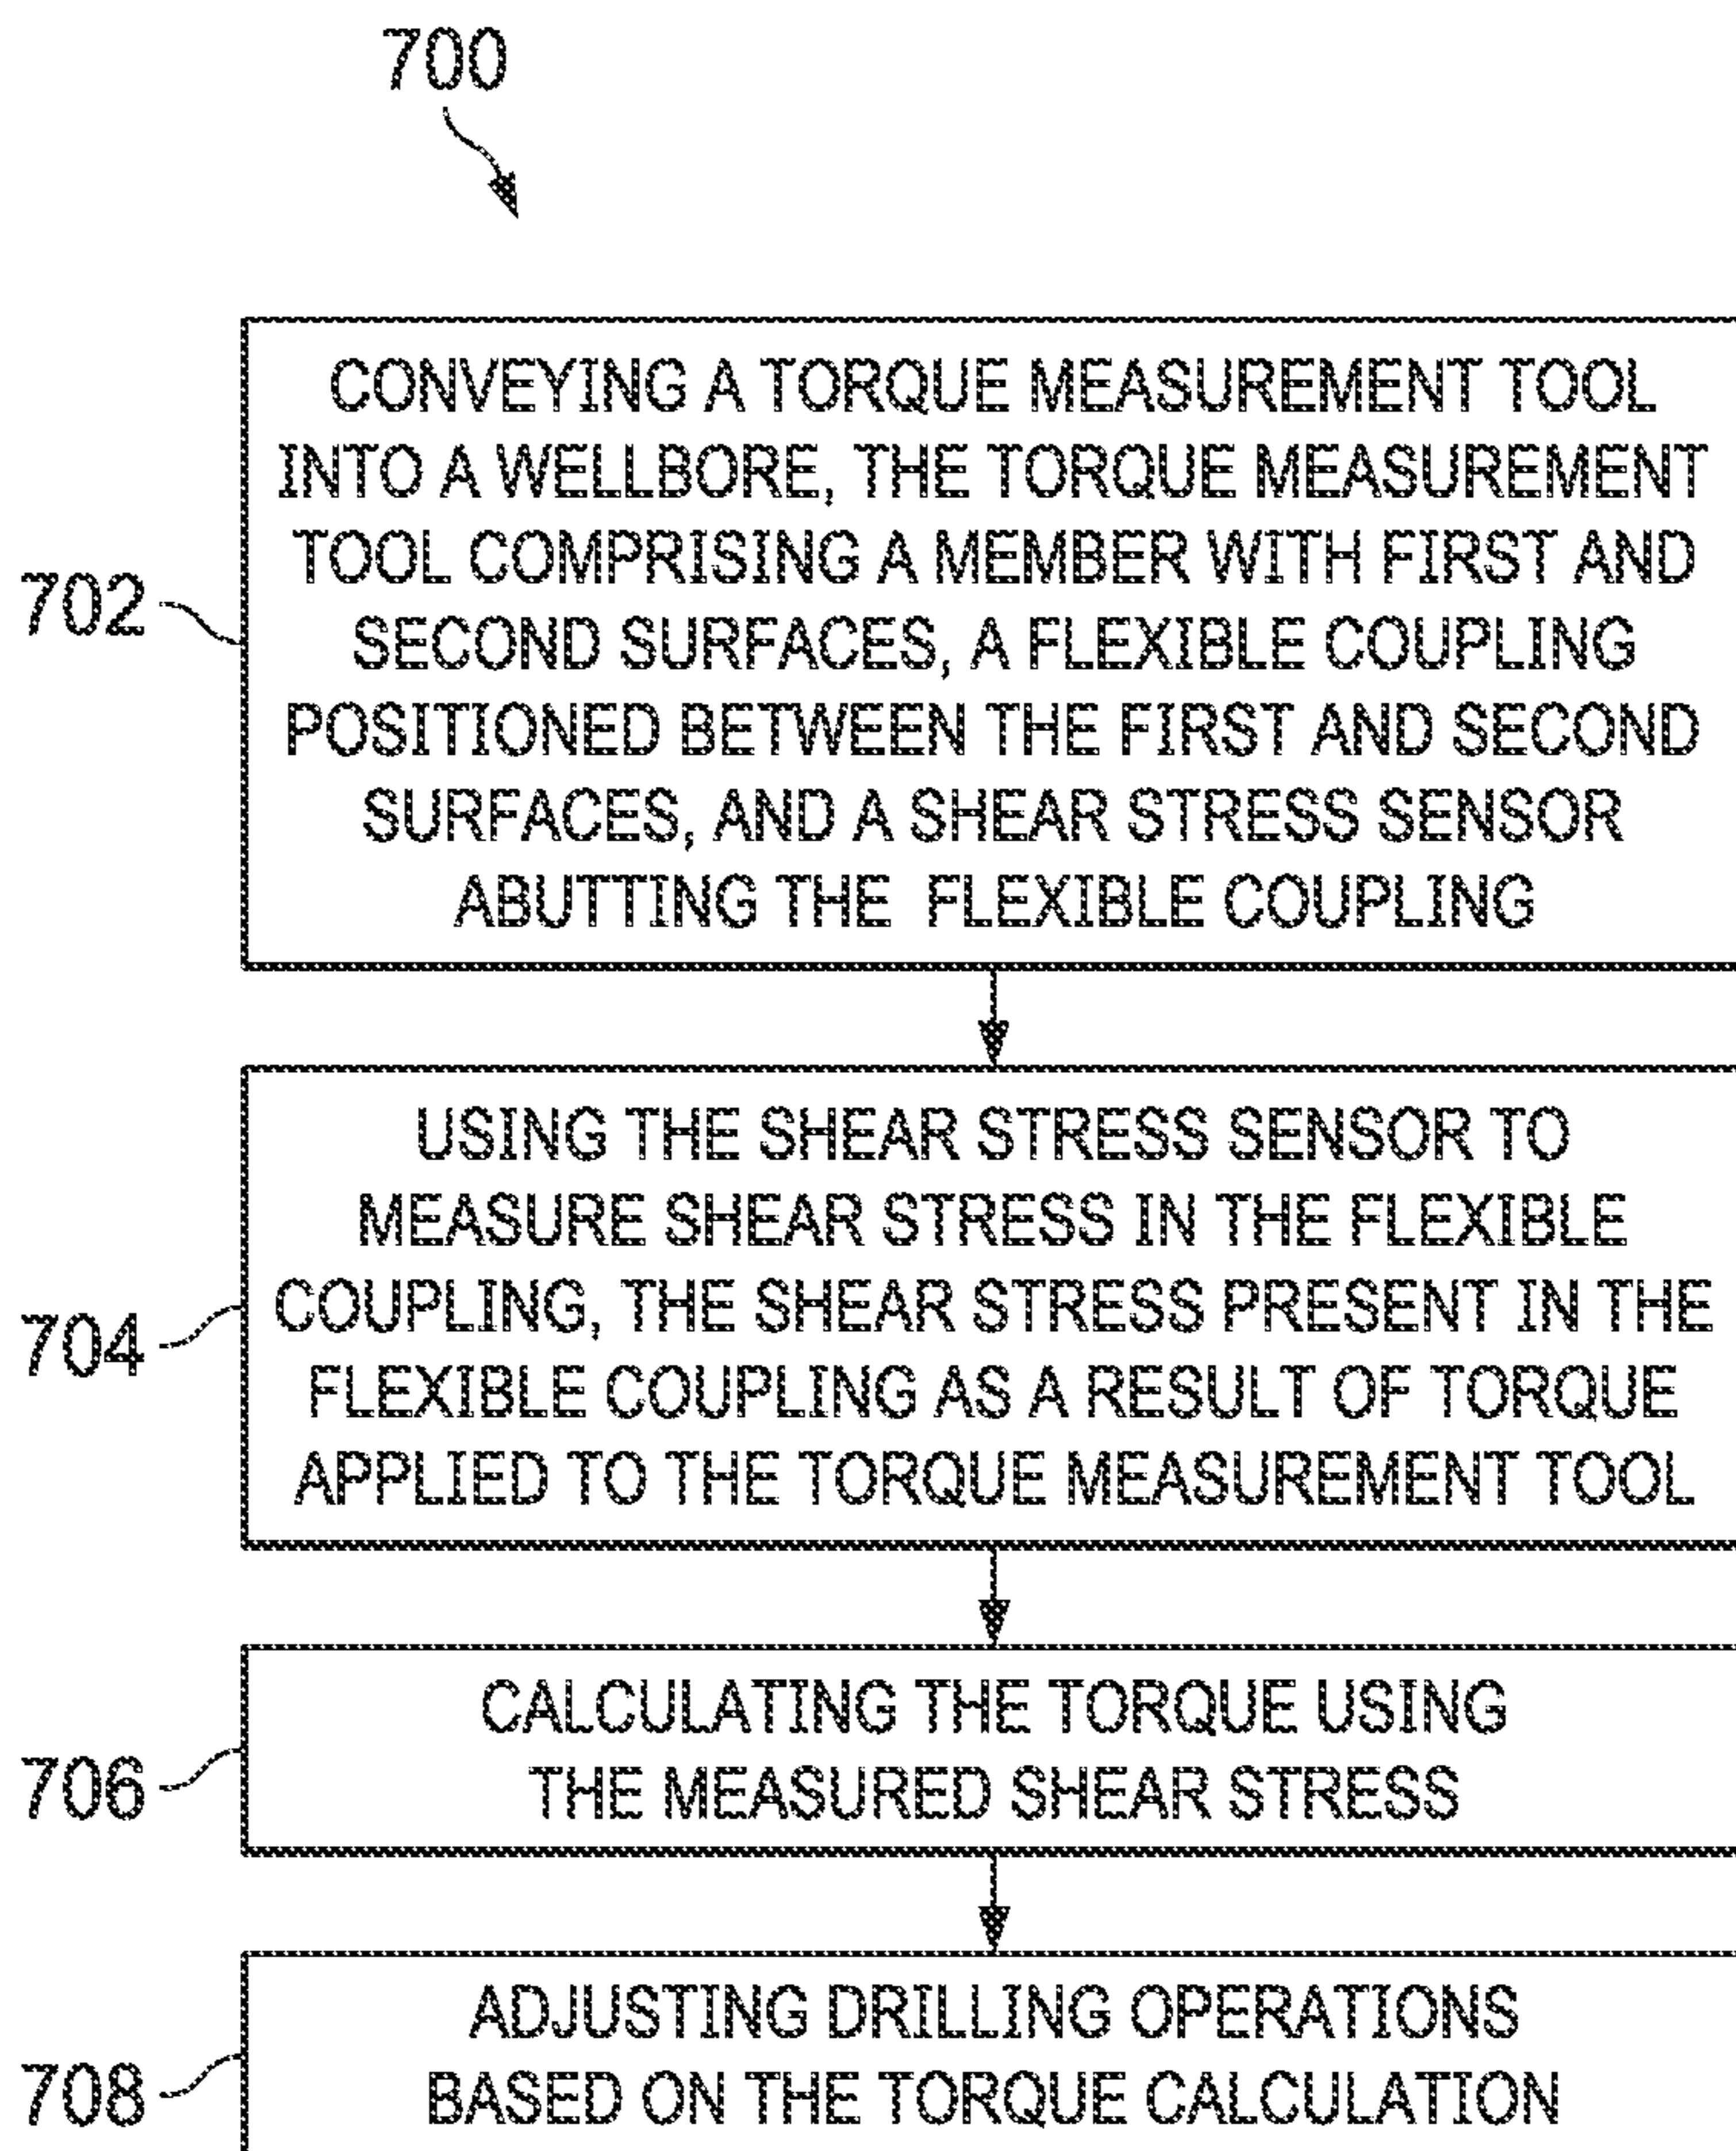 700
702
CONVEYING A TORQUE MEASUREMENT TOOL
INTO A WELLBORE, THE TORQUE MEASUREMENT
TOOL COMPRISING A MEMBER WITH FIRST AND
SECOND SURFACES, A FLEXIBLE COUPLING
POSITIONED BETWEEN THE FIRST AND SECOND
SURFACES, AND A SHEAR STRESS SENSOR
ABUTTING THE FLEXIBLE COUPLING
704
USING THE SHEAR STRESS SENSOR TO
MEASURE SHEAR STRESS IN THE FLEXIBLE
COUPLING, THE SHEAR STRESS PRESENT IN THE
FLEXIBLE COUPLING AS A RESULT OF TORQUE
APPLIED TO THE TORQUE MEASUREMENT TOOL
706
CALCULATING THE TORQUE USING
THE MEASURED SHEAR STRESS
708
ADJUSTING DRILLING OPERATIONS
BASED ON THE TORQUE CALCULATION